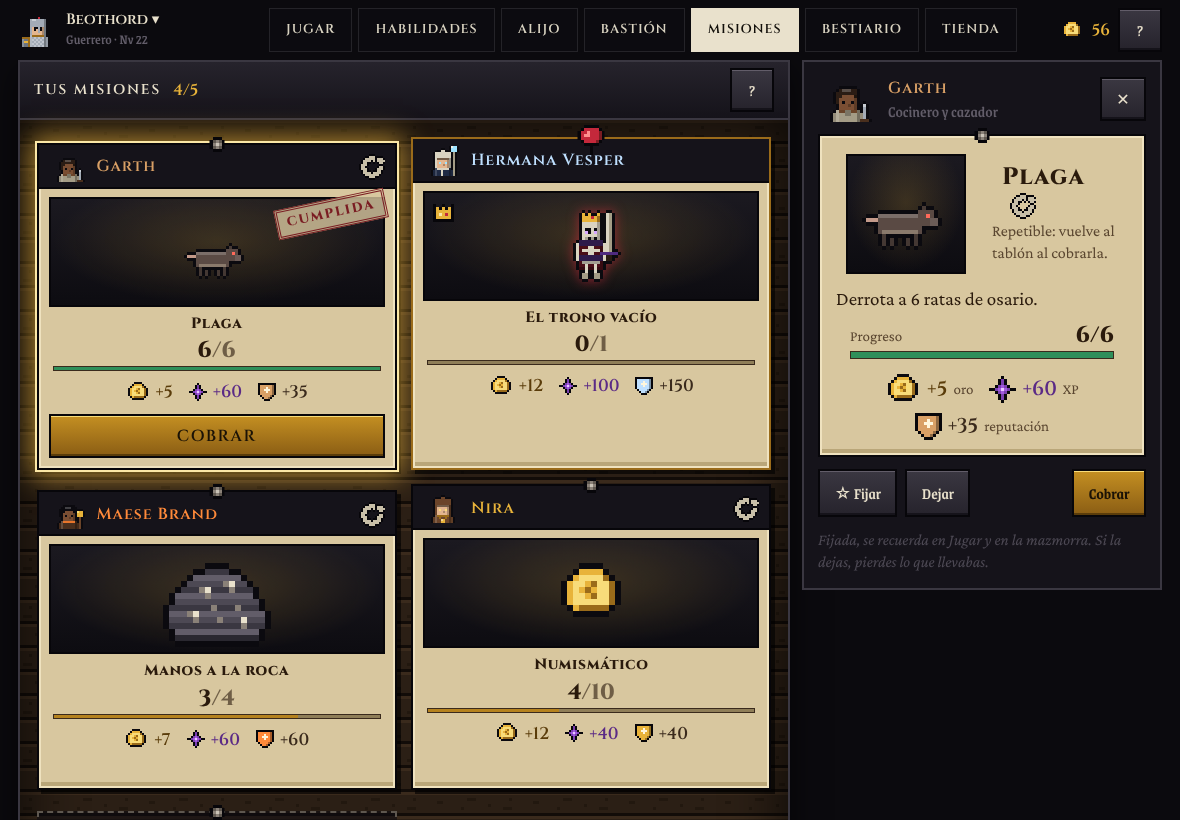 Beothord ▾
Guerrero · Nv 22
JUGAR
HABILIDADES
ALIJO
BASTIÓN
MISIONES
BESTIARIO
TIENDA
56
?
TUS MISIONES 4/5
?
Garth
CUMPLIDA
Plaga
6/6
+5 +60 +35
COBRAR
Hermana Vesper
El trono vacío
0/1
+12 +100 +150
Maese Brand
Manos a la roca
3/4
+7 +60 +60
Nira
Numismático
4/10
+12 +40 +40
Garth
Cocinero y cazador
✕
Plaga
Repetible: vuelve al
tablón al cobrarla.
Derrota a 6 ratas de osario.
Progreso 6/6
+5 oro +60 XP
+35 reputación
☆ Fijar
Dejar
Cobrar
Fijada, se recuerda en Jugar y en la mazmorra. Si la
dejas, pierdes lo que llevabas.